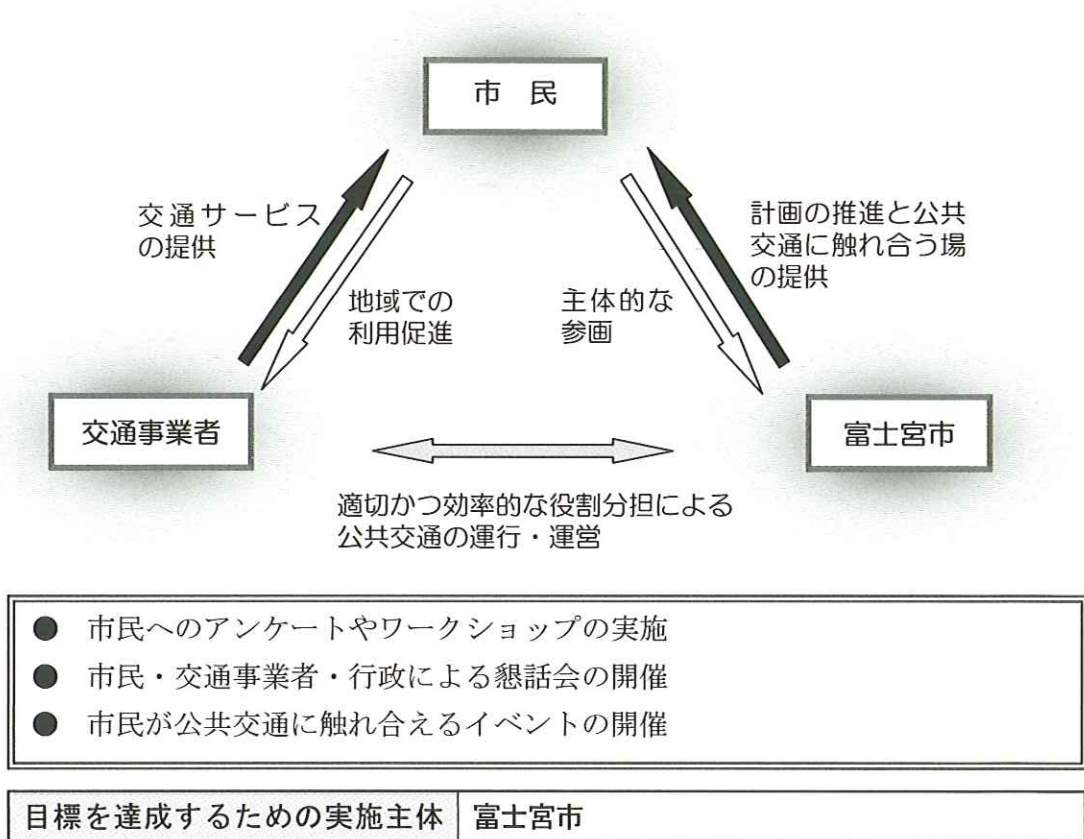 市 民
交通サービス
の提供
計画の推進と公共
交通に触れ合う場
の提供
地域での
利用促進
主体的な
参画
交通事業者
富士宮市
適切かつ効率的な役割分担による
公共交通の運行・運営
● 市民へのアンケートやワークショップの実施
● 市民・交通事業者・行政による懇話会の開催
● 市民が公共交通に触れ合えるイベントの開催
目標を達成するための実施主体 富士宮市